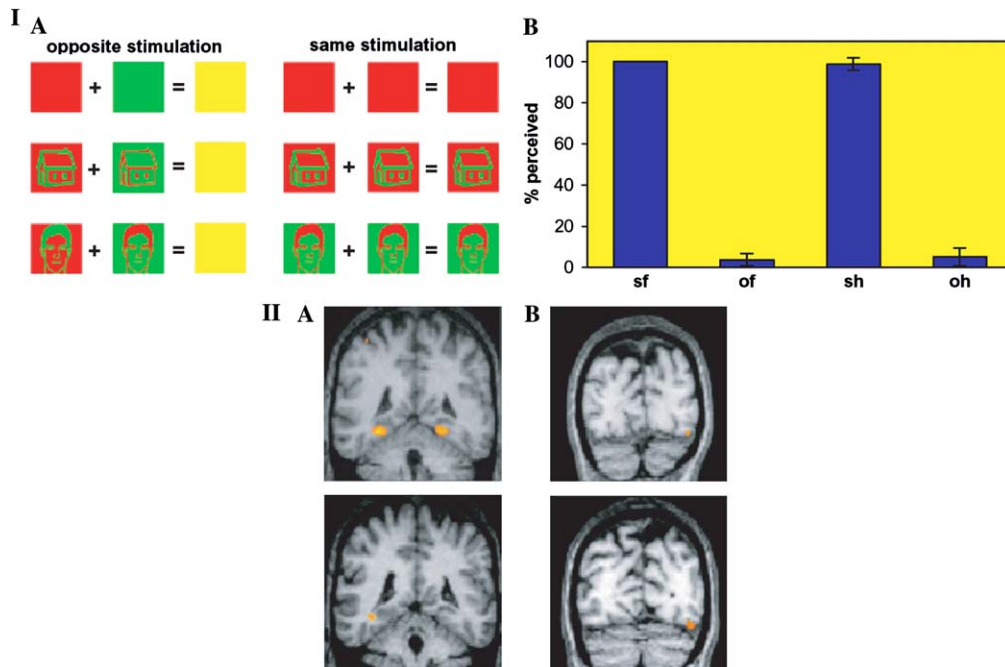 I A
opposite stimulation
same stimulation
+ =
+ =
+ =
+ =
+ =
+ =
B
% perceived
100
80
60
40
20
0
sf of sh oh
II A B